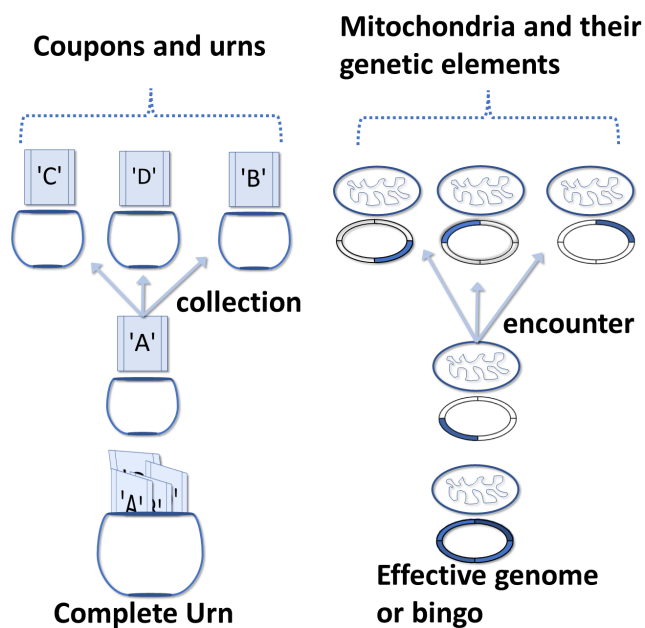 Coupons and urns
Mitochondria and their
genetic elements
'C'
'D'
'B'
collection
encounter
'A'
'A'
Complete Urn
Effective genome
or bingo